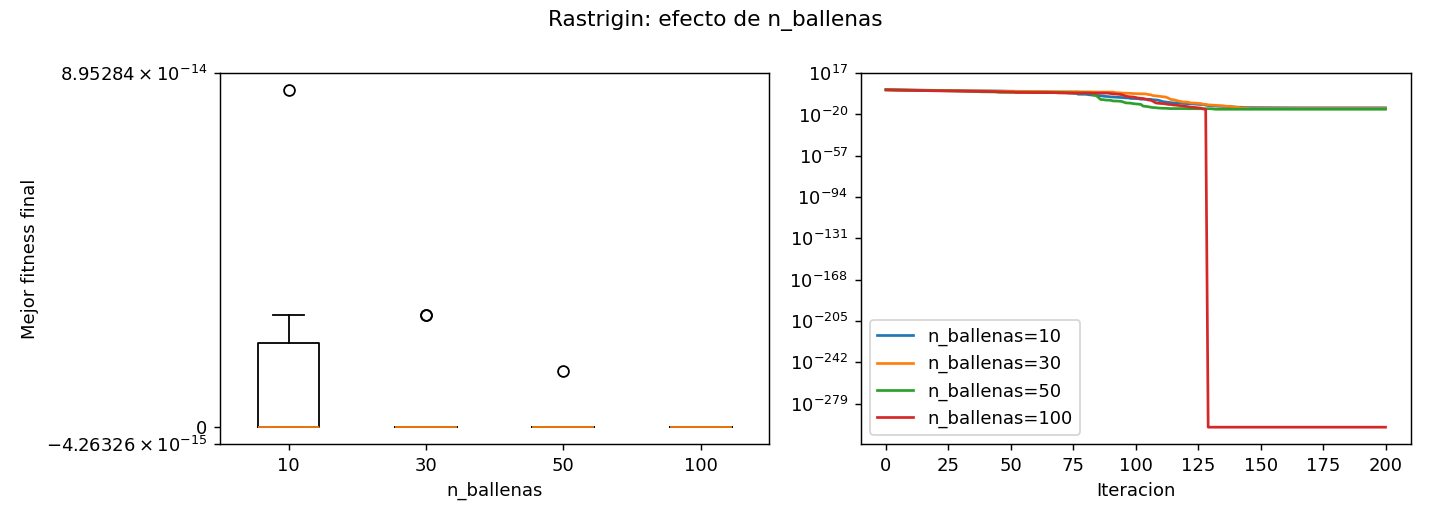 Rastrigin: efecto de n_ballenas
Mejor fitness final
8.95284 × 10⁻¹⁴
0
−4.26326 × 10⁻¹⁵
10 30 50 100
n_ballenas
10¹⁷
10⁻²⁰
10⁻⁵⁷
10⁻⁹⁴
10⁻¹³¹
10⁻¹⁶⁸
10⁻²⁰⁵
10⁻²⁴²
10⁻²⁷⁹
n_ballenas=10
n_ballenas=30
n_ballenas=50
n_ballenas=100
0 25 50 75 100 125 150 175 200
Iteracion